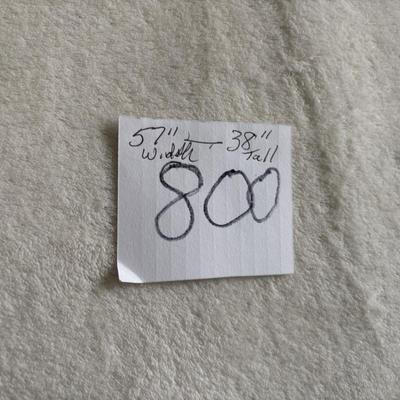 57" — 38"
Width Tall
800